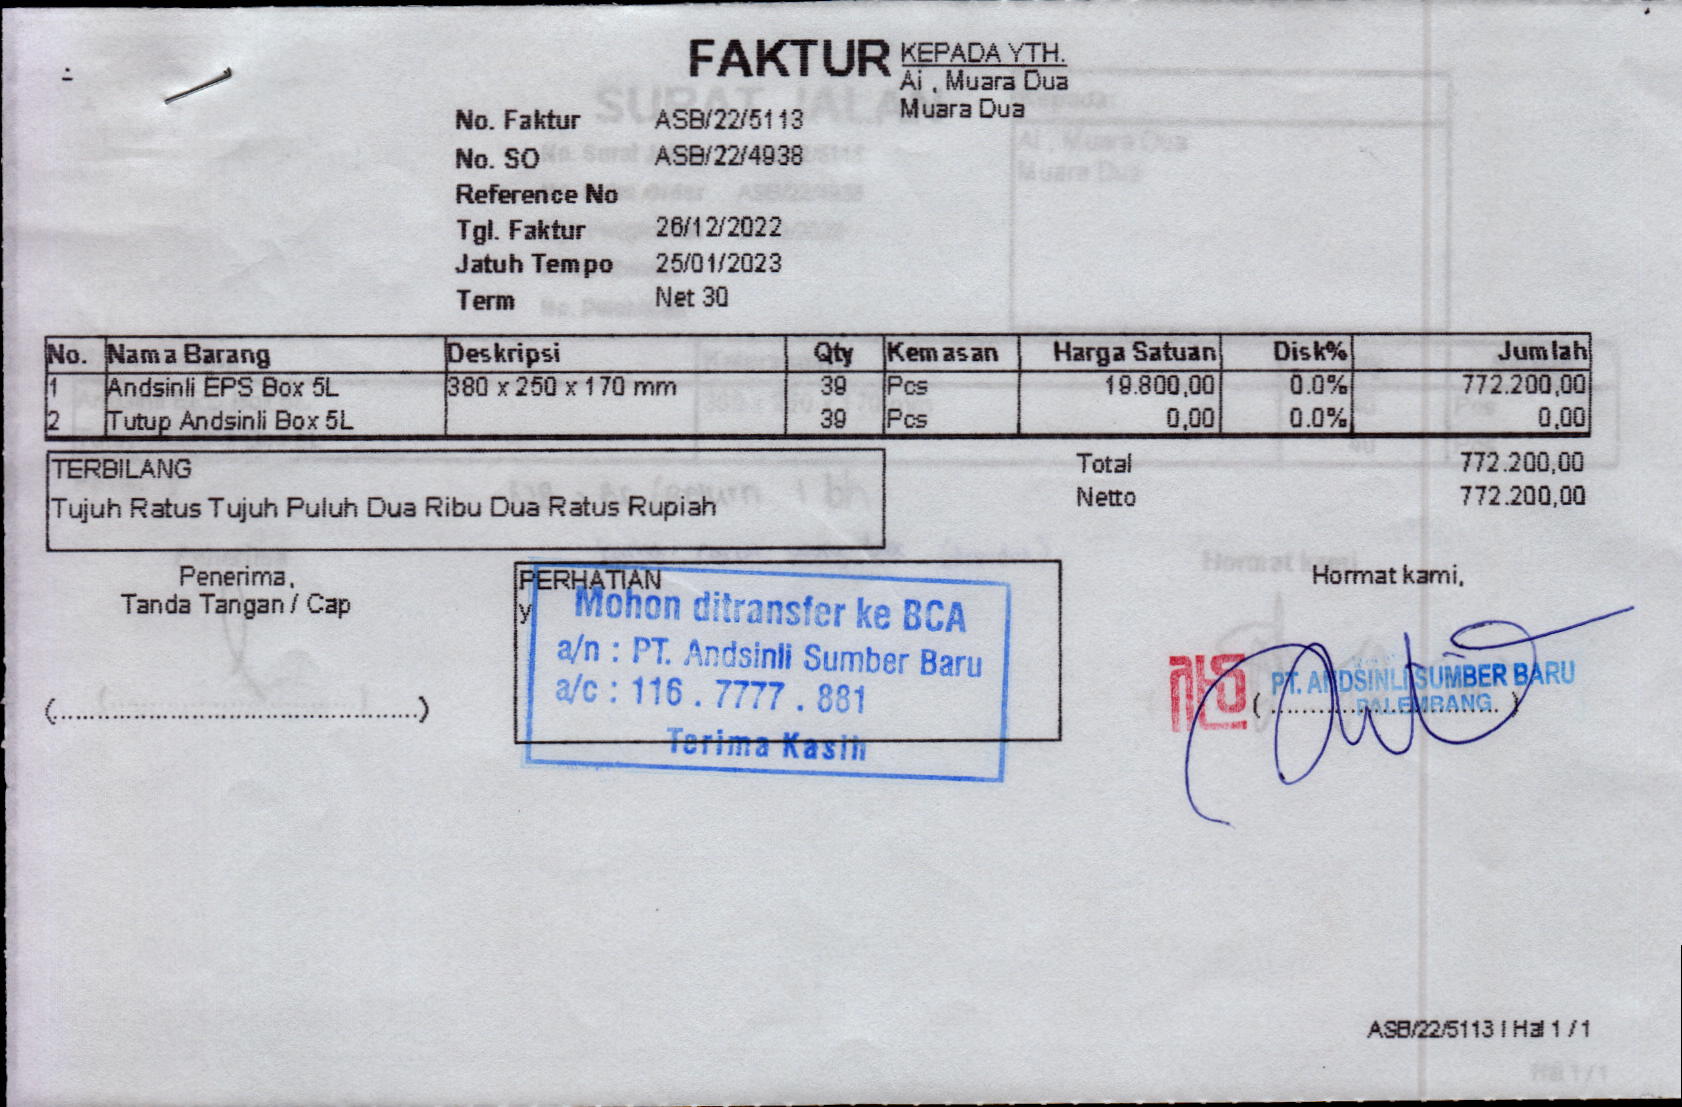 FAKTUR
KEPADA YTH.
Ai , Muara Dua
Muara Dua
No. Faktur ASB/22/5113
No. SO ASB/22/4938
Reference No
Tgl. Faktur 26/12/2022
Jatuh Tempo 25/01/2023
Term Net 30
No. Nama Barang Deskripsi Qty Kemasan Harga Satuan Disk% Jumlah
1 Andsinli EPS Box 5L 380 x 250 x 170 mm 39 Pcs 19.800,00 0.0% 772.200,00
2 Tutup Andsinli Box 5L 39 Pcs 0,00 0.0% 0,00
TERBILANG
Tujuh Ratus Tujuh Puluh Dua Ribu Dua Ratus Rupiah
Total 772.200,00
Netto 772.200,00
Penerima,
Tanda Tangan / Cap
(................................................)
PERHATIAN
y
Mohon ditransfer ke BCA
a/n : PT. Andsinli Sumber Baru
a/c : 116 . 7777 . 881
Terima Kasih
Hormat kami,
PT. ANDSINLI SUMBER BARU
PALEMBANG
ASB/22/5113 | Hal 1 / 1